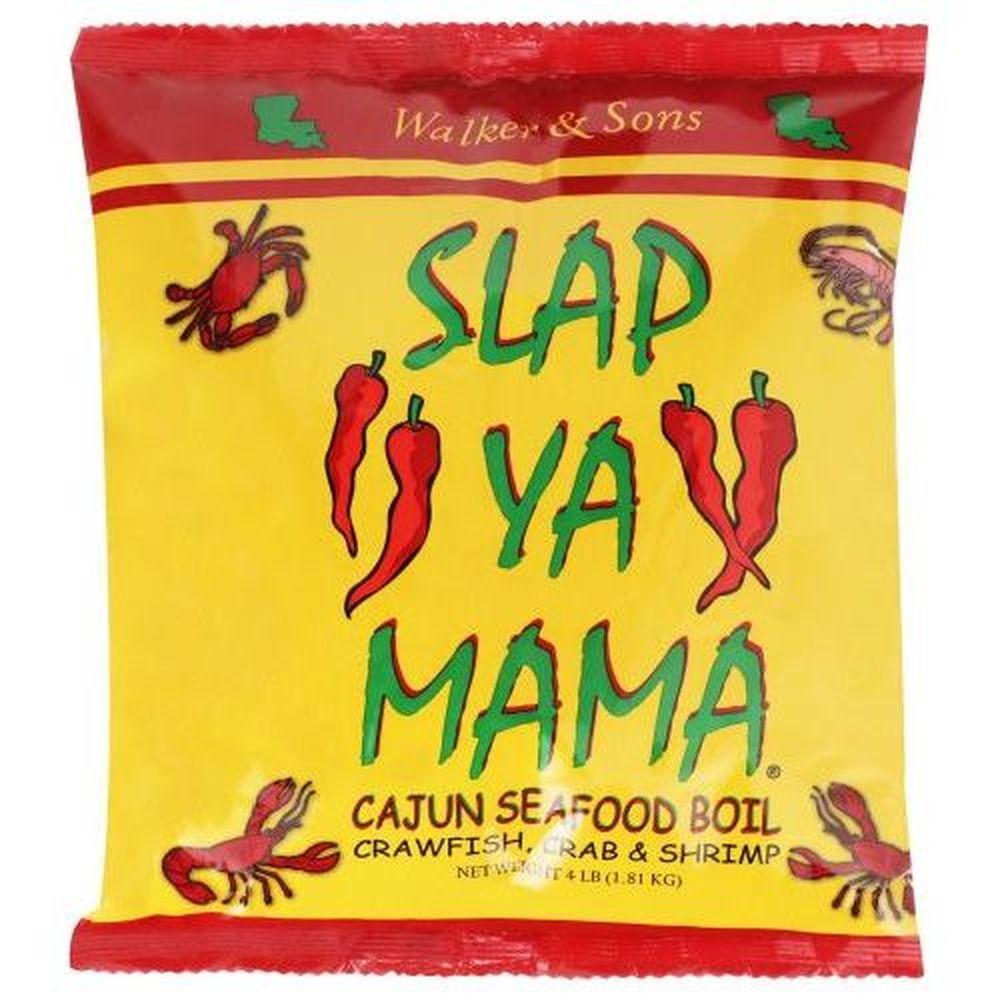 Walker & Sons
SLAP
YA
MAMA®
CAJUN SEAFOOD BOIL
CRAWFISH, CRAB & SHRIMP
NET WEIGHT 4 LB (1.81 KG)